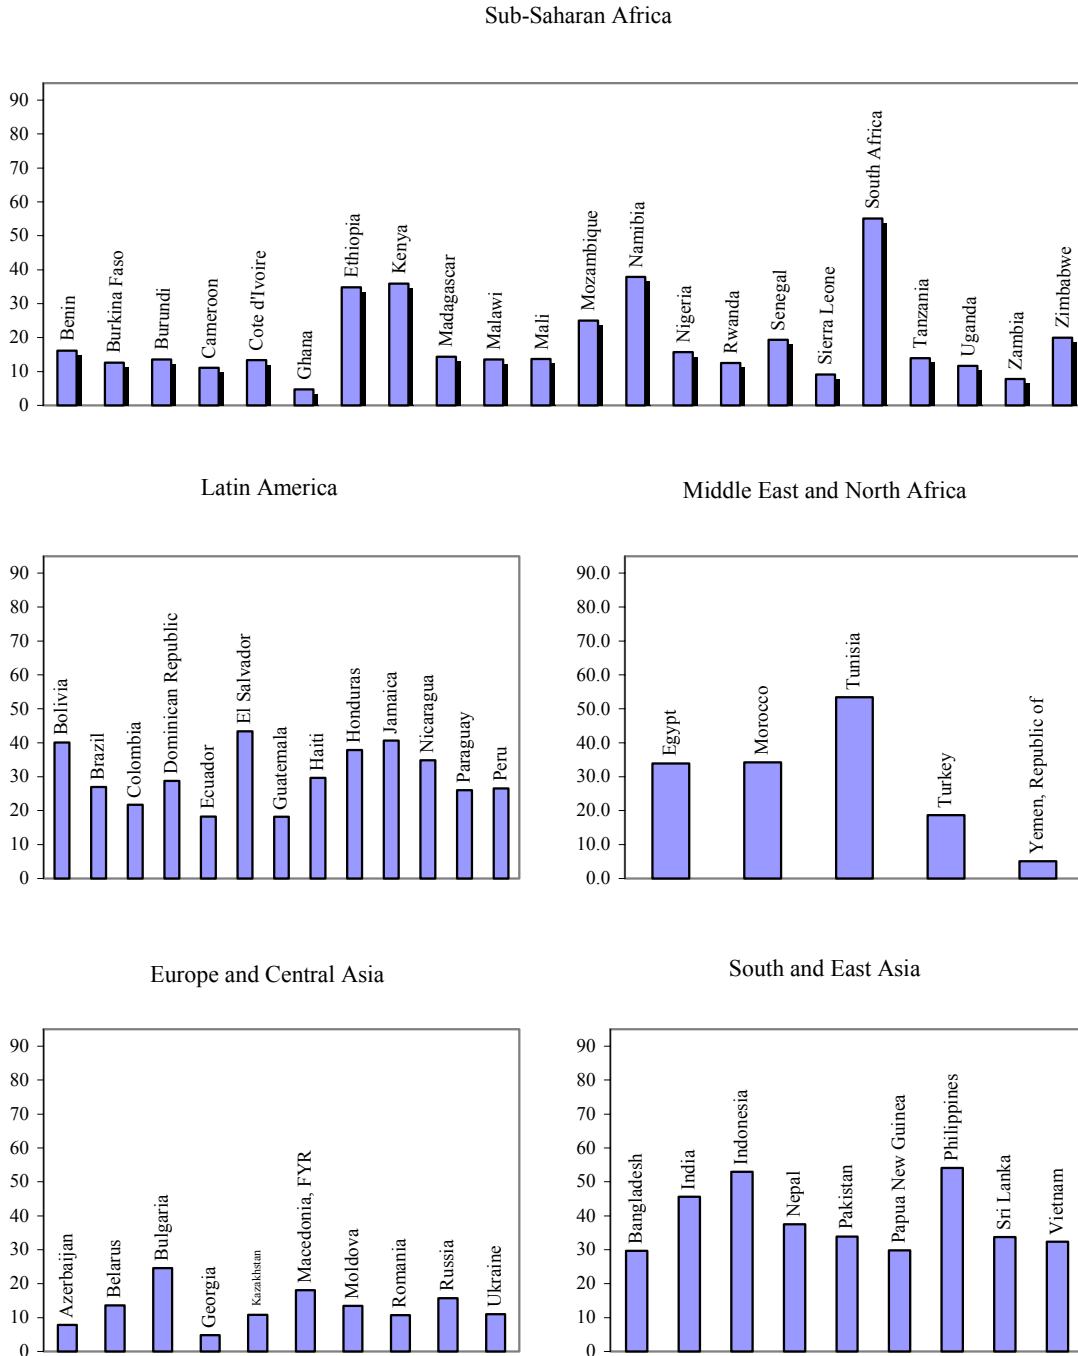 Sub-Saharan Africa
90
80
70
60
50
40
30
20
10
0
Benin
Burkina Faso
Burundi
Cameroon
Cote d'Ivoire
Ghana
Ethiopia
Kenya
Madagascar
Malawi
Mali
Mozambique
Namibia
Nigeria
Rwanda
Senegal
Sierra Leone
South Africa
Tanzania
Uganda
Zambia
Zimbabwe
Latin America
90
80
70
60
50
40
30
20
10
0
Bolivia
Brazil
Colombia
Dominican Republic
Ecuador
El Salvador
Guatemala
Haiti
Honduras
Jamaica
Nicaragua
Paraguay
Peru
Middle East and North Africa
90.0
80.0
70.0
60.0
50.0
40.0
30.0
20.0
10.0
0.0
Egypt
Morocco
Tunisia
Turkey
Yemen, Republic of
Europe and Central Asia
90
80
70
60
50
40
30
20
10
0
Azerbaijan
Belarus
Bulgaria
Georgia
Kazakhstan
Macedonia, FYR
Moldova
Romania
Russia
Ukraine
South and East Asia
90
80
70
60
50
40
30
20
10
0
Bangladesh
India
Indonesia
Nepal
Pakistan
Papua New Guinea
Philippines
Sri Lanka
Vietnam